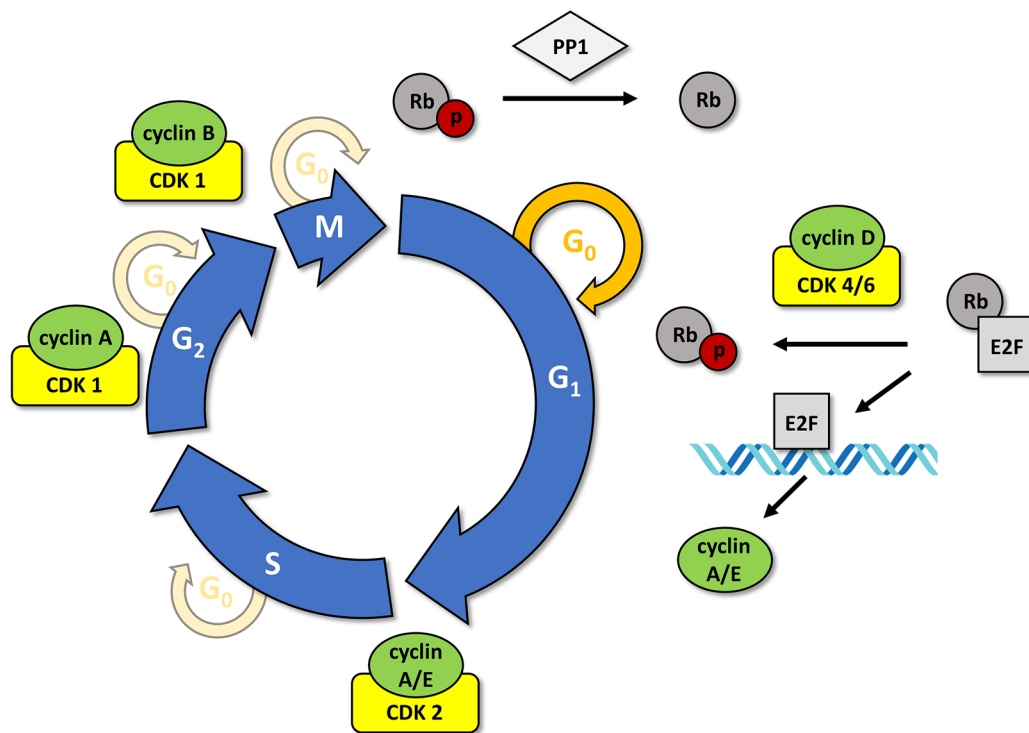 PP1
Rb
p
Rb
cyclin B
CDK 1
G₀
M
G₀
cyclin D
CDK 4/6
Rb
E2F
Rb
p
G₀
G₂
cyclin A
CDK 1
G₁
E2F
cyclin
A/E
S
G₀
cyclin
A/E
CDK 2